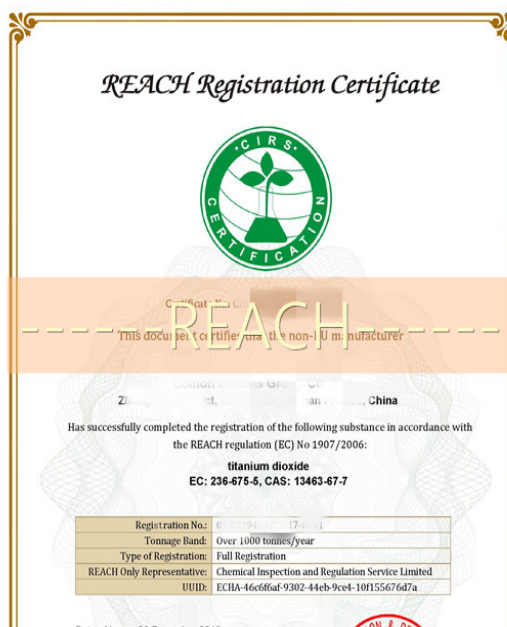 REACH Registration Certificate
·CIRS·
CERTIFICATION
Certificate No.
------REACH------
This document certifies that the non-EU manufacturer
China
Has successfully completed the registration of the following substance in accordance with
the REACH regulation (EC) No 1907/2006:
titanium dioxide
EC: 236-675-5, CAS: 13463-67-7
Registration No.:
Tonnage Band: Over 1000 tonnes/year
Type of Registration: Full Registration
REACH Only Representative: Chemical Inspection and Regulation Service Limited
UUID: ECHA-46c6f6af-9302-44eb-9ce4-10f155676d7a